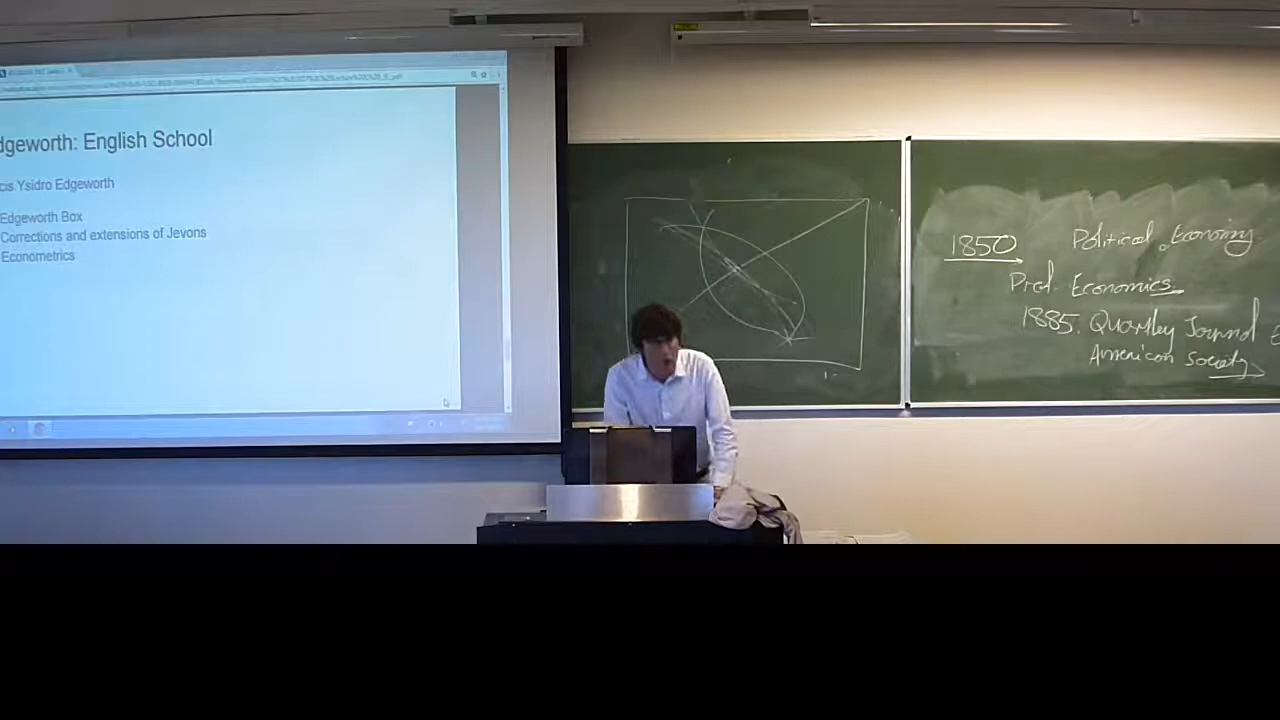 dgeworth: English School
cis Ysidro Edgeworth
Edgeworth Box
Corrections and extensions of Jevons
Econometrics
1850 Political Economy
Prof. Economics
1885. Quartley Journal
American Society